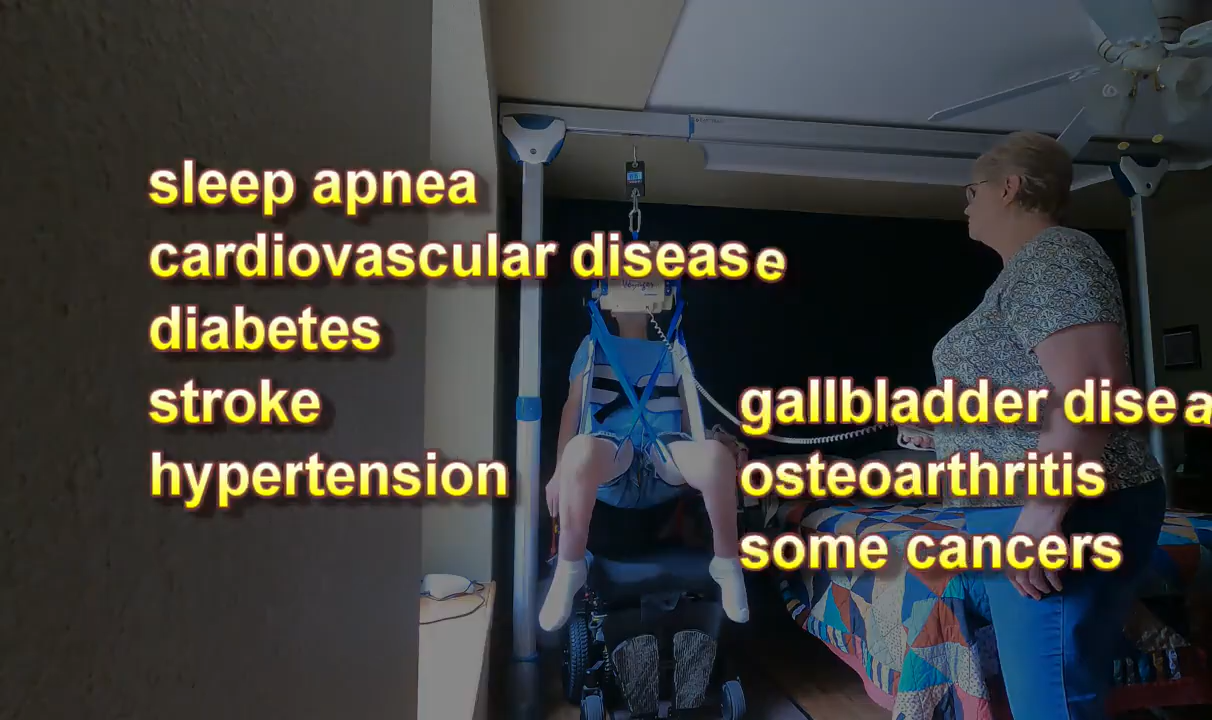 sleep apnea
cardiovascular disease
diabetes
stroke
hypertension
gallbladder disea
osteoarthritis
some cancers